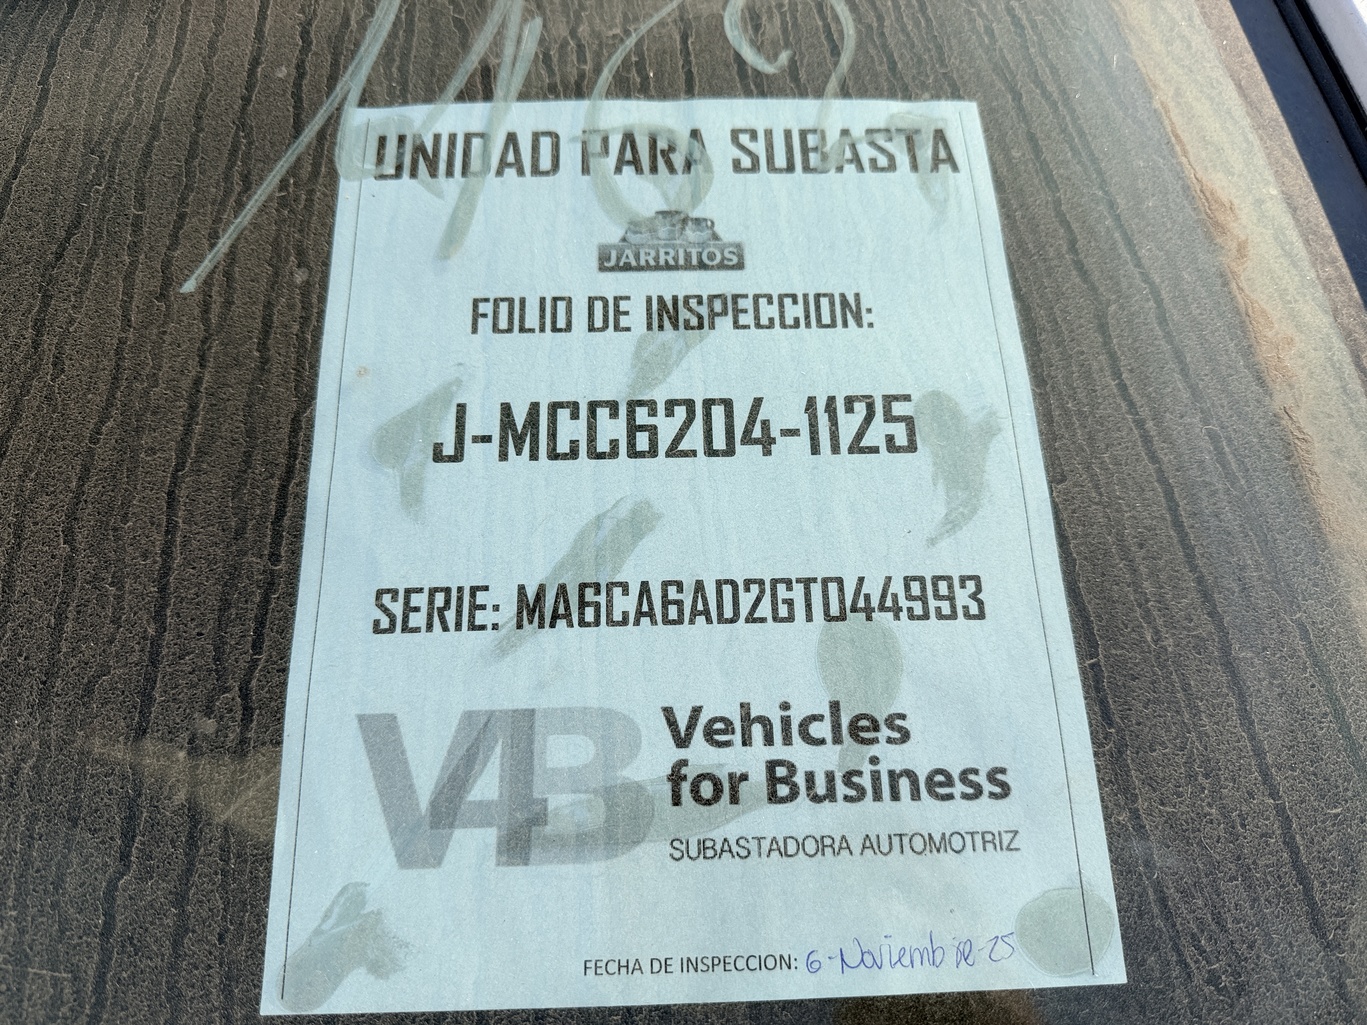 UNIDAD PARA SUBASTA
JARRITOS
FOLIO DE INSPECCION:
J-MCC6204-1125
SERIE: MA6CA6AD2GT044993
V4B
Vehicles
for Business
SUBASTADORA AUTOMOTRIZ
FECHA DE INSPECCION: 6-Noviembre-25